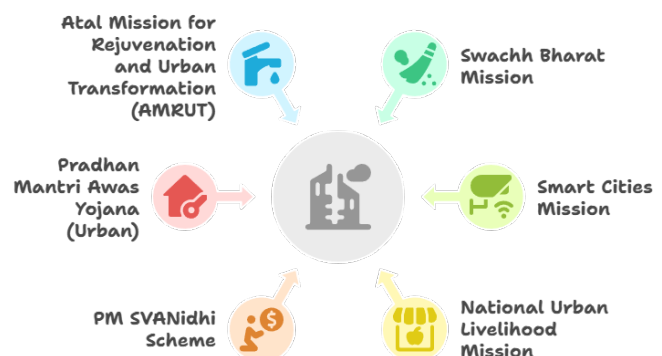 Atal Mission for
Rejuvenation
and Urban
Transformation
(AMRUT)
Swachh Bharat
Mission
Pradhan
Mantri Awas
Yojana
(Urban)
Smart Cities
Mission
PM SVANidhi
Scheme
National Urban
Livelihood
Mission